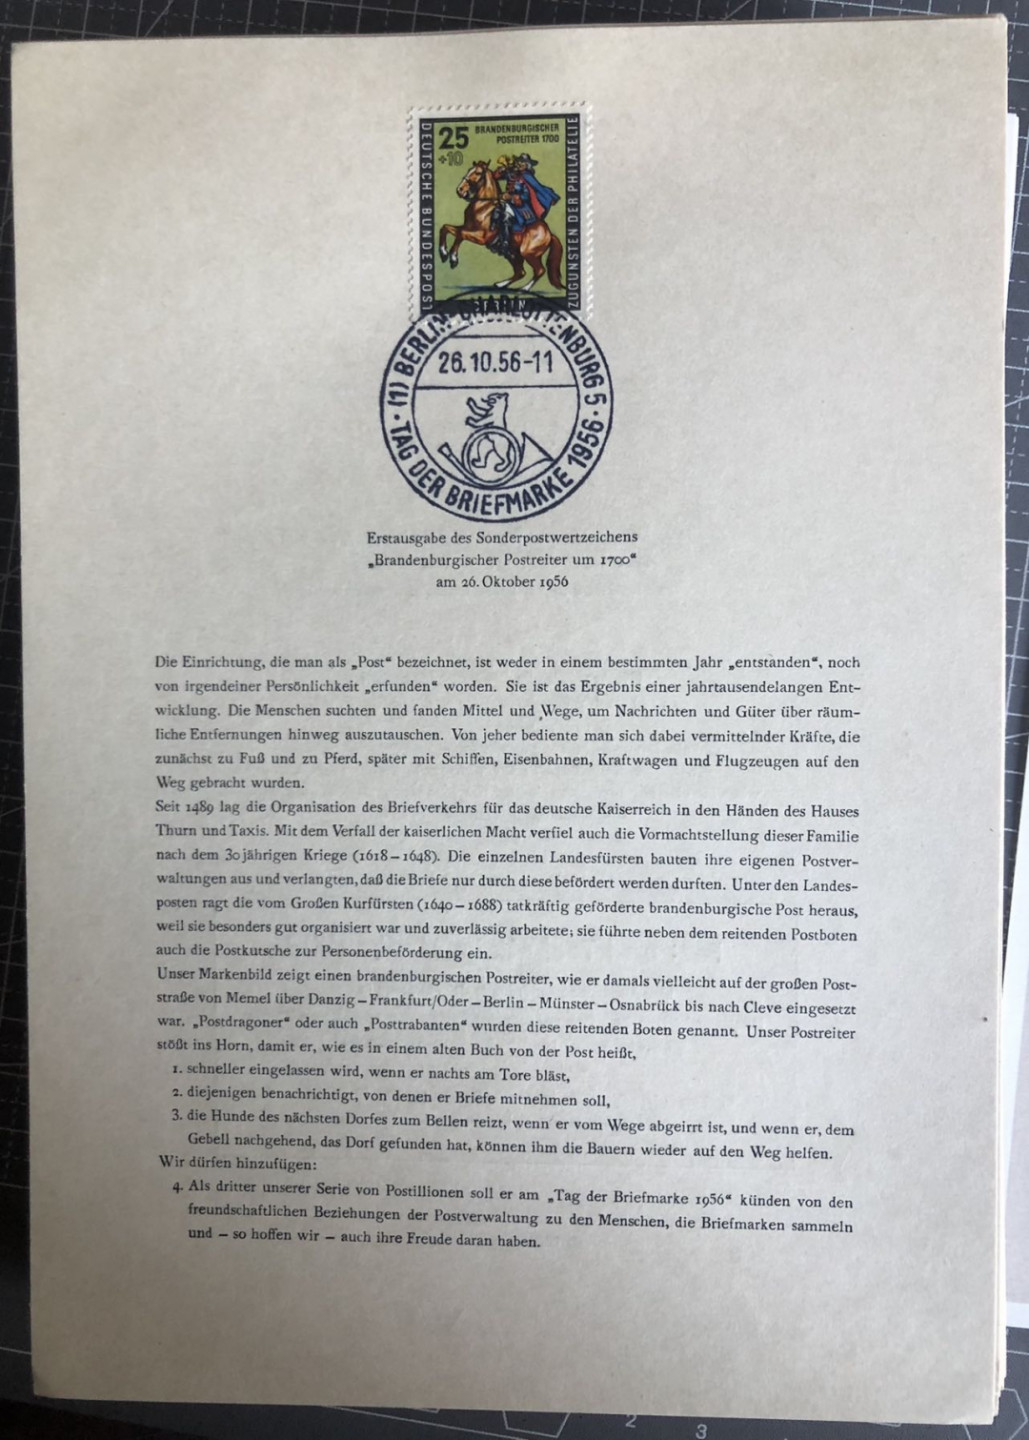 25
+10
BRANDENBURGISCHER
POSTREITER 1700
DEUTSCHE BUNDESPOST
ZUGUNSTEN DER PHILATELIE
BERLIN
(1) BERLIN-CHARLOTTENBURG 5
26.10.56-11
· TAG DER BRIEFMARKE 1956 ·
Erstausgabe des Sonderpostwertzeichens
„Brandenburgischer Postreiter um 1700“
am 26. Oktober 1956
Die Einrichtung, die man als „Post“ bezeichnet, ist weder in einem bestimmten Jahr „entstanden“, noch
von irgendeiner Persönlichkeit „erfunden“ worden. Sie ist das Ergebnis einer jahrtausendelangen Ent-
wicklung. Die Menschen suchten und fanden Mittel und Wege, um Nachrichten und Güter über räum-
liche Entfernungen hinweg auszutauschen. Von jeher bediente man sich dabei vermittelnder Kräfte, die
zunächst zu Fuß und zu Pferd, später mit Schiffen, Eisenbahnen, Kraftwagen und Flugzeugen auf den
Weg gebracht wurden.
Seit 1489 lag die Organisation des Briefverkehrs für das deutsche Kaiserreich in den Händen des Hauses
Thurn und Taxis. Mit dem Verfall der kaiserlichen Macht verfiel auch die Vormachtstellung dieser Familie
nach dem 30jährigen Kriege (1618–1648). Die einzelnen Landesfürsten bauten ihre eigenen Postver-
waltungen aus und verlangten, daß die Briefe nur durch diese befördert werden durften. Unter den Landes-
posten ragt die vom Großen Kurfürsten (1640–1688) tatkräftig geförderte brandenburgische Post heraus,
weil sie besonders gut organisiert war und zuverlässig arbeitete; sie führte neben dem reitenden Postboten
auch die Postkutsche zur Personenbeförderung ein.
Unser Markenbild zeigt einen brandenburgischen Postreiter, wie er damals vielleicht auf der großen Post-
straße von Memel über Danzig – Frankfurt/Oder – Berlin – Münster – Osnabrück bis nach Cleve eingesetzt
war. „Postdragoner“ oder auch „Posttrabanten“ wurden diese reitenden Boten genannt. Unser Postreiter
stößt ins Horn, damit er, wie es in einem alten Buch von der Post heißt,
1. schneller eingelassen wird, wenn er nachts am Tore bläst,
2. diejenigen benachrichtigt, von denen er Briefe mitnehmen soll,
3. die Hunde des nächsten Dorfes zum Bellen reizt, wenn er vom Wege abgeirrt ist, und wenn er, dem
Gebell nachgehend, das Dorf gefunden hat, können ihm die Bauern wieder auf den Weg helfen.
Wir dürfen hinzufügen:
4. Als dritter unserer Serie von Postillionen soll er am „Tag der Briefmarke 1956“ künden von den
freundschaftlichen Beziehungen der Postverwaltung zu den Menschen, die Briefmarken sammeln
und – so hoffen wir – auch ihre Freude daran haben.
2
3